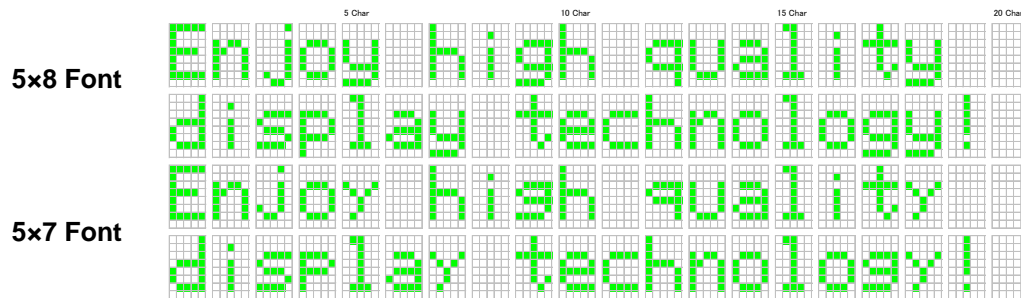 5 Char 10 Char 15 Char 20 Char
5×8 Font
Enjoy high quality
display technology!
5×7 Font
Enjoy high quality
display technology!